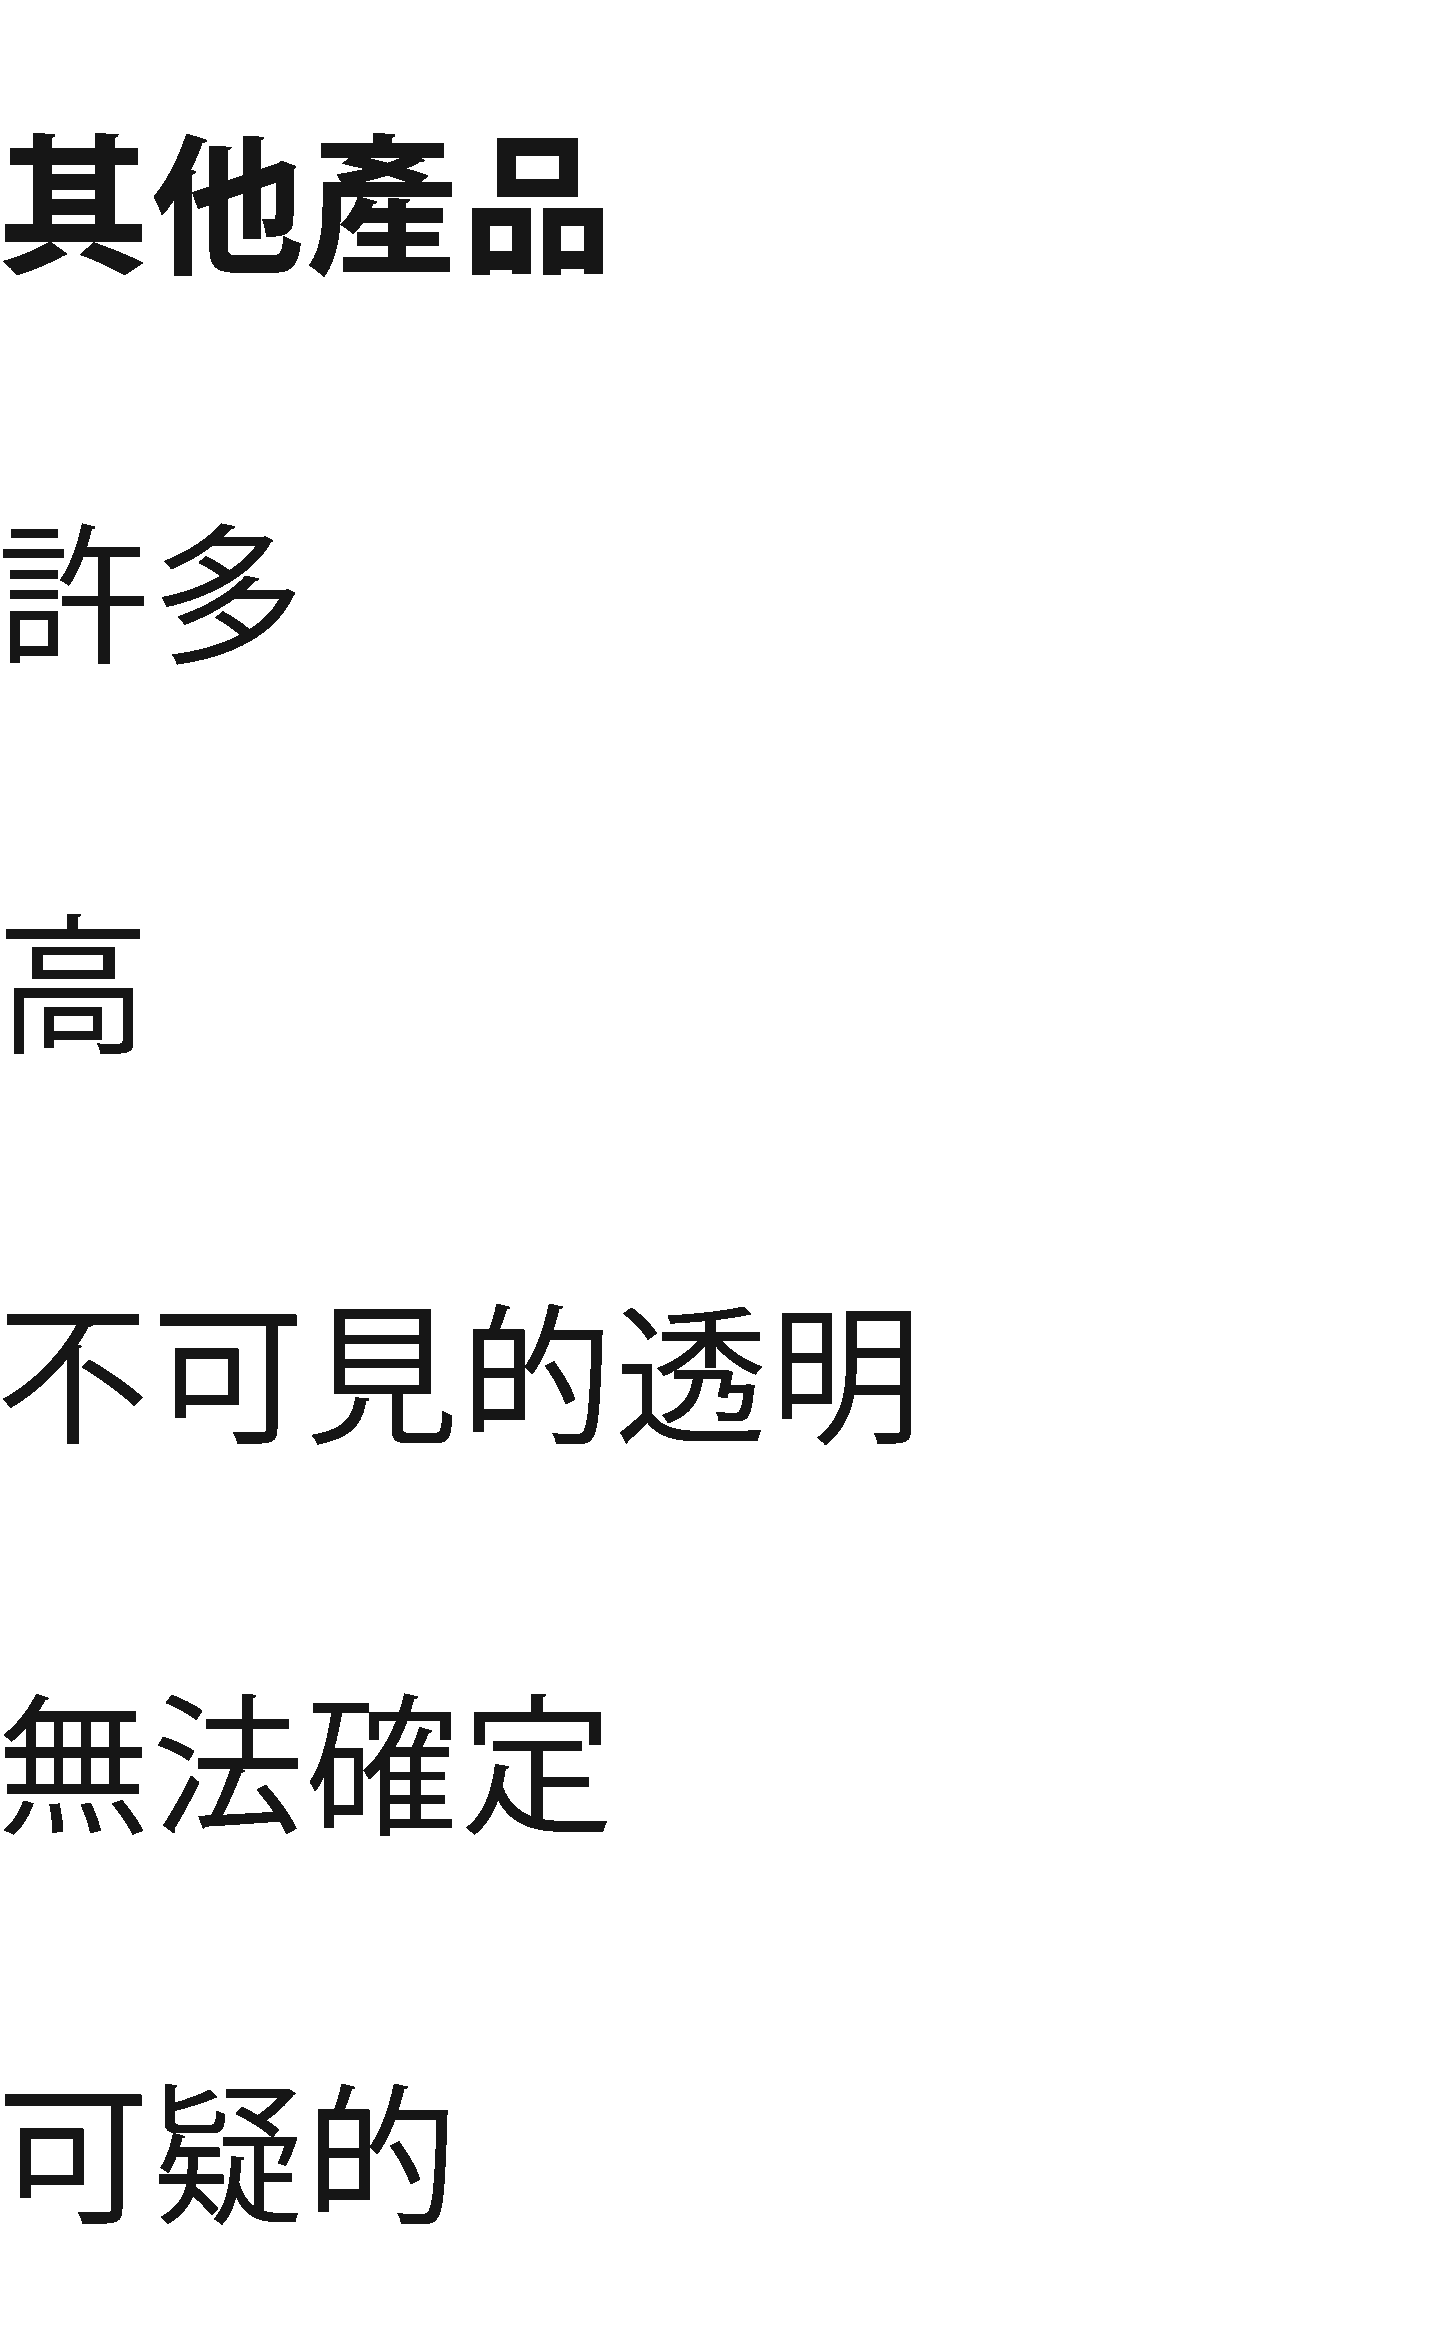 其他產品
許多
高
不可見的透明
無法確定
可疑的